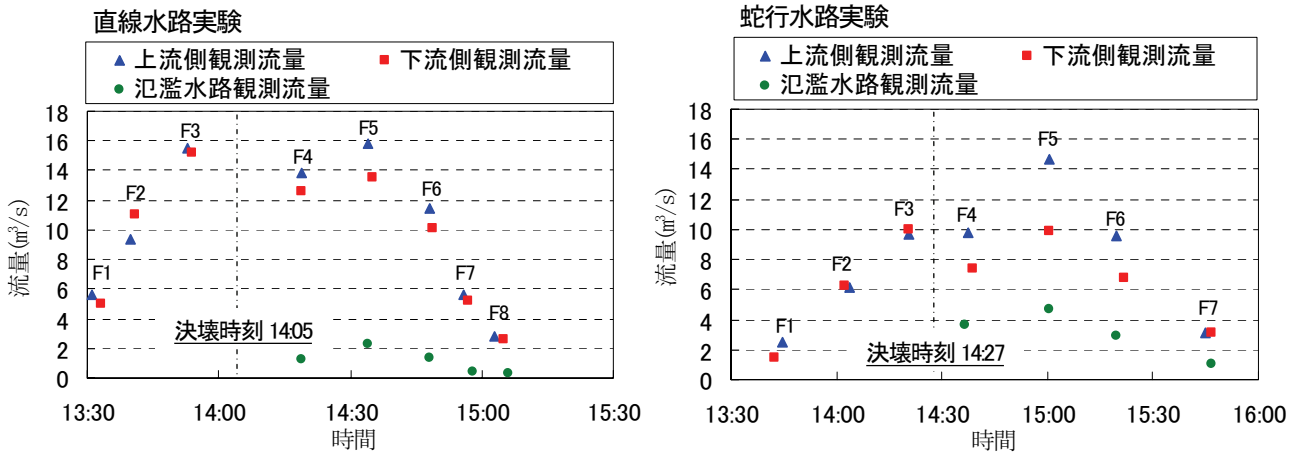 直線水路実験
上流側観測流量 下流側観測流量
氾濫水路観測流量
流量(㎥/s)
18
16
14
12
10
8
6
4
2
0
F1
F2
F3
F4
F5
F6
F7
F8
決壊時刻 14:05
13:30 14:00 14:30 15:00 15:30
時間
蛇行水路実験
上流側観測流量 下流側観測流量
氾濫水路観測流量
流量(㎥/s)
18
16
14
12
10
8
6
4
2
0
F1
F2
F3
F4
F5
F6
F7
決壊時刻 14:27
13:30 14:00 14:30 15:00 15:30 16:00
時間